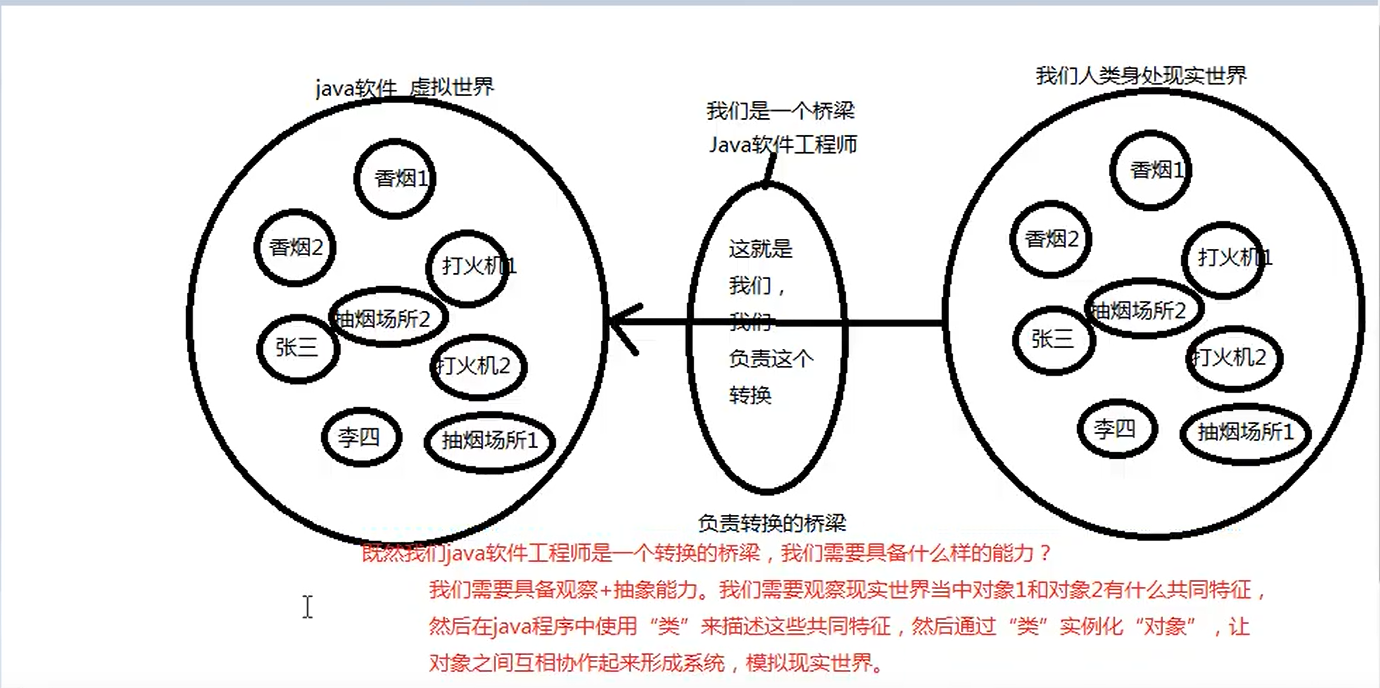 java软件 虚拟世界
香烟1
香烟2
打火机1
抽烟场所2
张三
打火机2
李四
抽烟场所1
我们是一个桥梁
Java软件工程师
这就是
我们，
我们
负责这个
转换
负责转换的桥梁
我们人类身处现实世界
香烟1
香烟2
打火机1
抽烟场所2
张三
打火机2
李四
抽烟场所1
既然我们java软件工程师是一个转换的桥梁，我们需要具备什么样的能力？
我们需要具备观察+抽象能力。我们需要观察现实世界当中对象1和对象2有什么共同特征，
然后在java程序中使用“类”来描述这些共同特征，然后通过“类”实例化“对象”，让
对象之间互相协作起来形成系统，模拟现实世界。